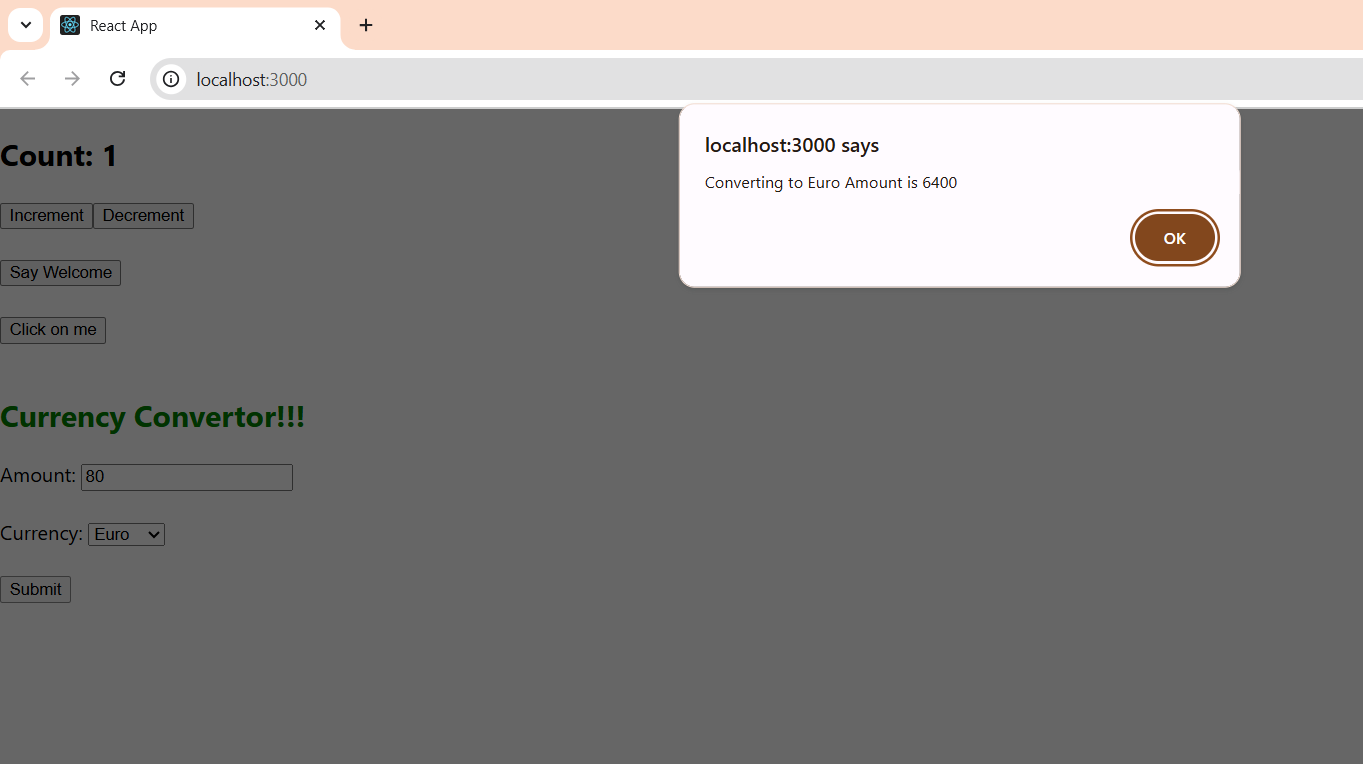 React App
localhost:3000
localhost:3000 says
Converting to Euro Amount is 6400
OK
Count: 1
Increment Decrement
Say Welcome
Click on me
Currency Convertor!!!
Amount: 80
Currency: Euro
Submit